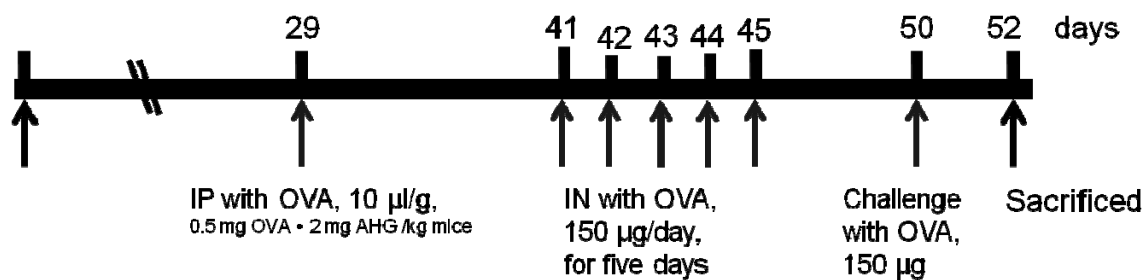 29 41 42 43 44 45 50 52 days
IP with OVA, 10 µl/g,
0.5 mg OVA • 2 mg AHG /kg mice
IN with OVA,
150 µg/day,
for five days
Challenge
with OVA,
150 µg
Sacrificed